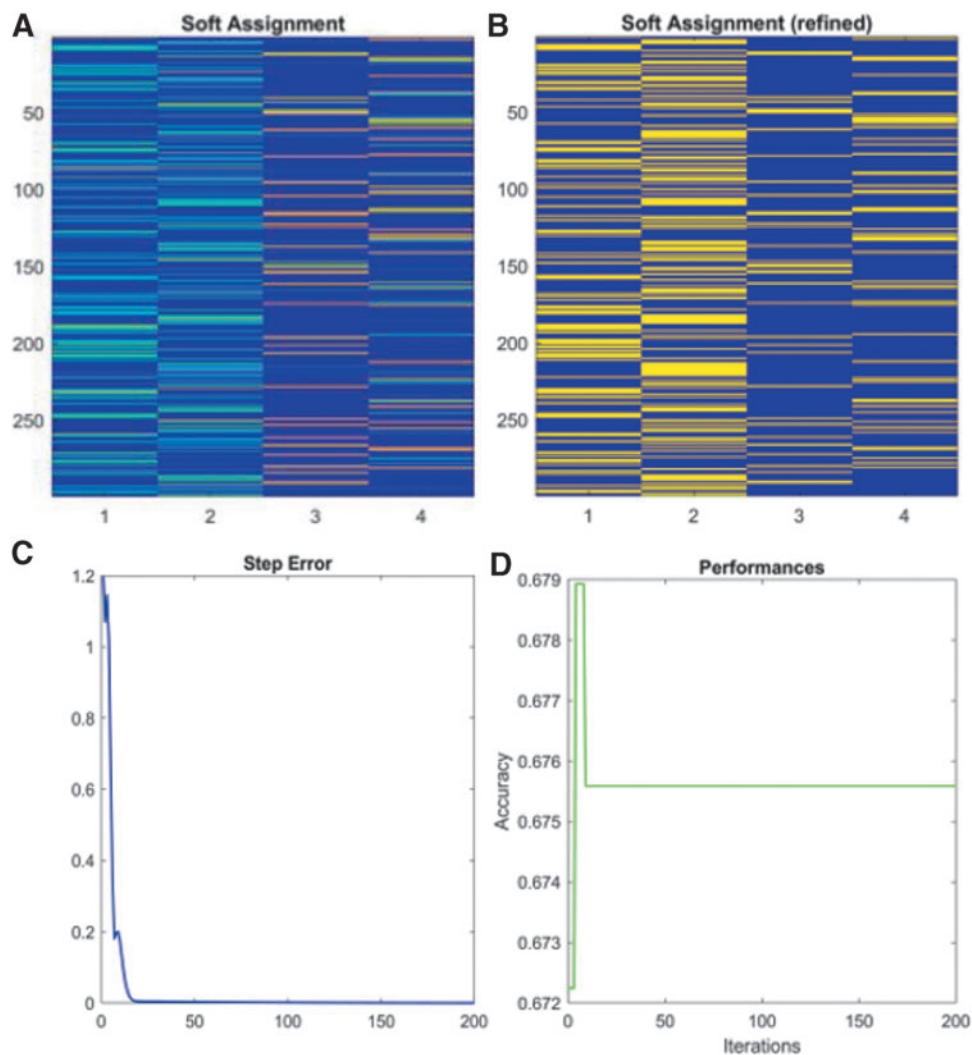 A
Soft Assignment
50
100
150
200
250
1 2 3 4
B
Soft Assignment (refined)
50
100
150
200
250
1 2 3 4
C
Step Error
1.2
1
0.8
0.6
0.4
0.2
0
0 50 100 150 200
D
Performances
Accuracy
0.679
0.678
0.677
0.676
0.675
0.674
0.673
0.672
0 50 100 150 200
Iterations